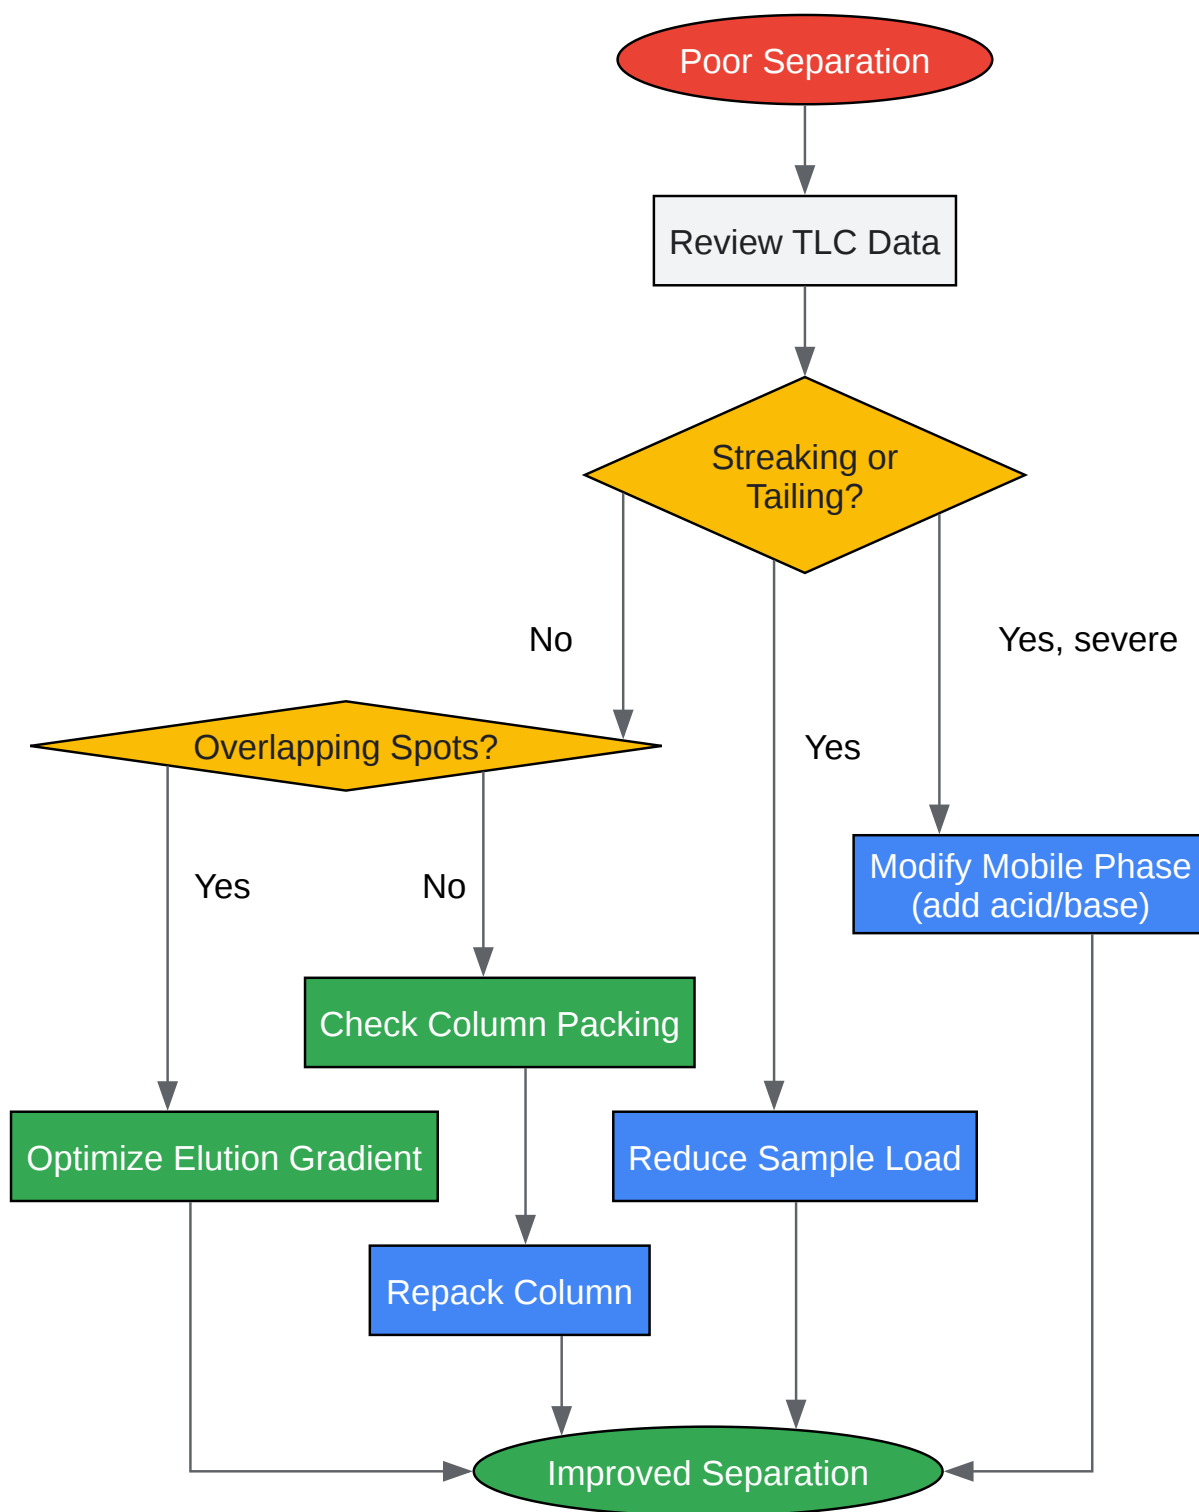 Poor Separation
Review TLC Data
Streaking or
Tailing?
No
Yes, severe
Overlapping Spots?
Yes
Modify Mobile Phase
(add acid/base)
Yes
No
Check Column Packing
Optimize Elution Gradient
Reduce Sample Load
Repack Column
Improved Separation